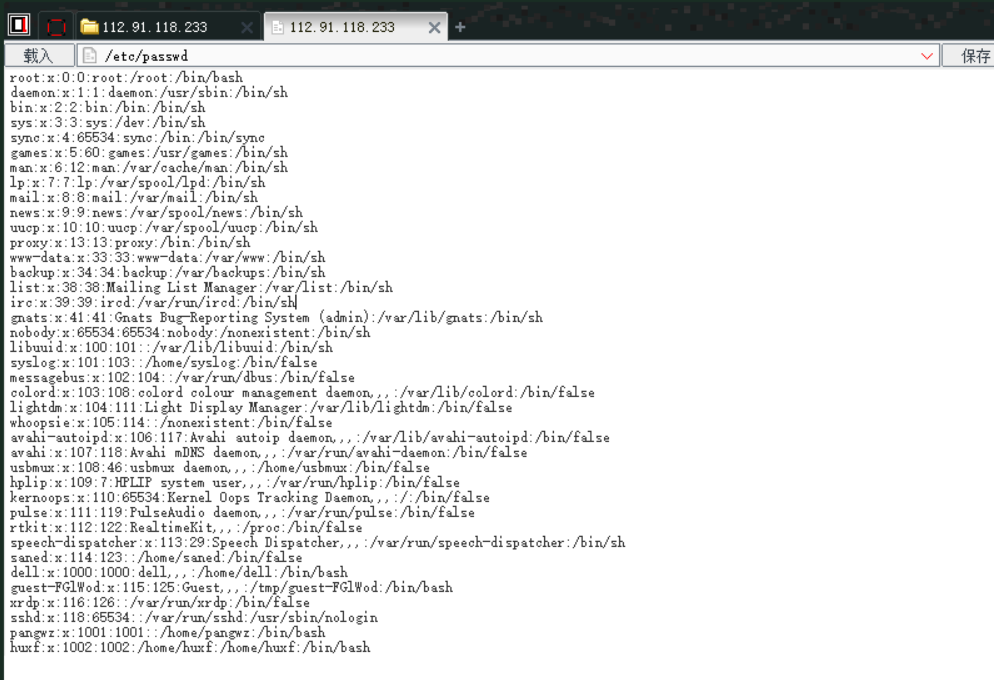 112.91.118.233 112.91.118.233
载入 /etc/passwd 保存
root:x:0:0:root:/root:/bin/bash
daemon:x:1:1:daemon:/usr/sbin:/bin/sh
bin:x:2:2:bin:/bin:/bin/sh
sys:x:3:3:sys:/dev:/bin/sh
sync:x:4:65534:sync:/bin:/bin/sync
games:x:5:60:games:/usr/games:/bin/sh
man:x:6:12:man:/var/cache/man:/bin/sh
lp:x:7:7:lp:/var/spool/lpd:/bin/sh
mail:x:8:8:mail:/var/mail:/bin/sh
news:x:9:9:news:/var/spool/news:/bin/sh
uucp:x:10:10:uucp:/var/spool/uucp:/bin/sh
proxy:x:13:13:proxy:/bin:/bin/sh
www-data:x:33:33:www-data:/var/www:/bin/sh
backup:x:34:34:backup:/var/backups:/bin/sh
list:x:38:38:Mailing List Manager:/var/list:/bin/sh
irc:x:39:39:ircd:/var/run/ircd:/bin/sh
gnats:x:41:41:Gnats Bug-Reporting System (admin):/var/lib/gnats:/bin/sh
nobody:x:65534:65534:nobody:/nonexistent:/bin/sh
libuuid:x:100:101::/var/lib/libuuid:/bin/sh
syslog:x:101:103::/home/syslog:/bin/false
messagebus:x:102:104::/var/run/dbus:/bin/false
colord:x:103:108:colord colour management daemon,,,:/var/lib/colord:/bin/false
lightdm:x:104:111:Light Display Manager:/var/lib/lightdm:/bin/false
whoopsie:x:105:114::/nonexistent:/bin/false
avahi-autoipd:x:106:117:Avahi autoip daemon,,,:/var/lib/avahi-autoipd:/bin/false
avahi:x:107:118:Avahi mDNS daemon,,,:/var/run/avahi-daemon:/bin/false
usbmux:x:108:46:usbmux daemon,,,:/home/usbmux:/bin/false
hplip:x:109:7:HPLIP system user,,,:/var/run/hplip:/bin/false
kernoops:x:110:65534:Kernel Oops Tracking Daemon,,,:/:/bin/false
pulse:x:111:119:PulseAudio daemon,,,:/var/run/pulse:/bin/false
rtkit:x:112:122:RealtimeKit,,,:/proc:/bin/false
speech-dispatcher:x:113:29:Speech Dispatcher,,,:/var/run/speech-dispatcher:/bin/sh
saned:x:114:123::/home/saned:/bin/false
dell:x:1000:1000:dell,,,:/home/dell:/bin/bash
guest-FGlWod:x:115:125:Guest,,,:/tmp/guest-FGlWod:/bin/bash
xrdp:x:116:126::/var/run/xrdp:/bin/false
sshd:x:118:65534::/var/run/sshd:/usr/sbin/nologin
pangwz:x:1001:1001::/home/pangwz:/bin/bash
huxf:x:1002:1002:/home/huxf:/home/huxf:/bin/bash